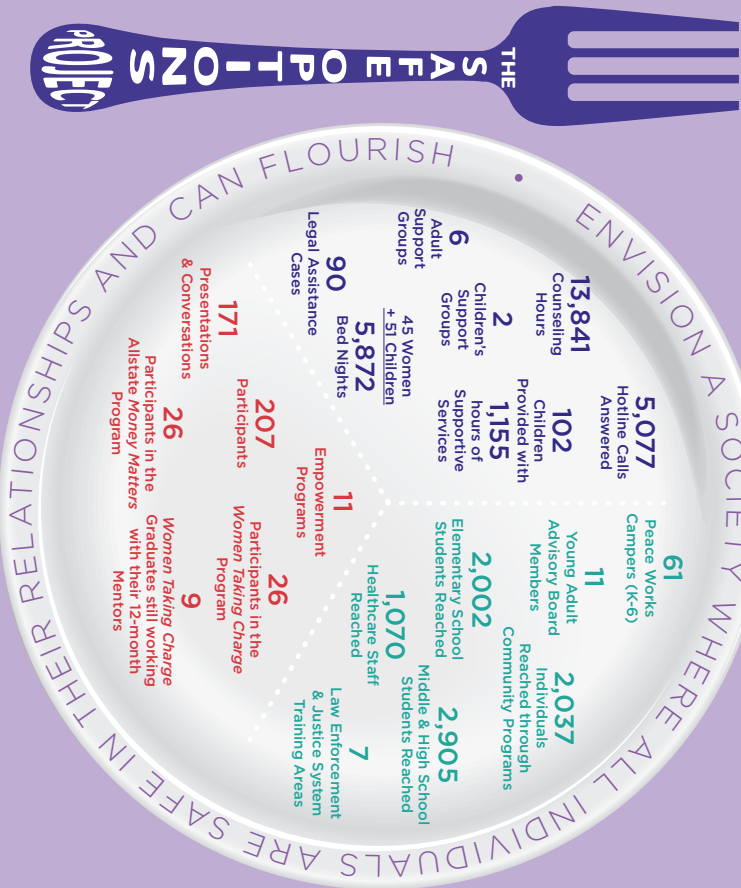 THE
SAFE OPTIONS
PROJECT
ENVISION A SOCIETY WHERE ALL INDIVIDUALS ARE SAFE IN THEIR RELATIONSHIPS AND CAN FLOURISH •
5,077
Hotline Calls
Answered
13,841
Counseling
Hours
102
Children
Provided with
1,155
hours of
Supportive
Services
2
Children's
Support
Groups
6
Adult
Support
Groups
45 Women
+ 51 Children
5,872
Bed Nights
90
Legal Assistance
Cases
61
Peace Works
Campers (K-6)
11
Young Adult
Advisory Board
Members
2,037
Individuals
Reached through
Community Programs
2,002
Elementary School
Students Reached
2,905
Middle & High School
Students Reached
1,070
Healthcare Staff
Reached
7
Law Enforcement
& Justice System
Training Areas
11
Empowerment
Programs
207
Participants
171
Presentations
& Conversations
26
Participants in the
Women Taking Charge
Program
26
Participants in the
Allstate Money Matters
Program
9
Women Taking Charge
Graduates still working
with their 12-month
Mentors